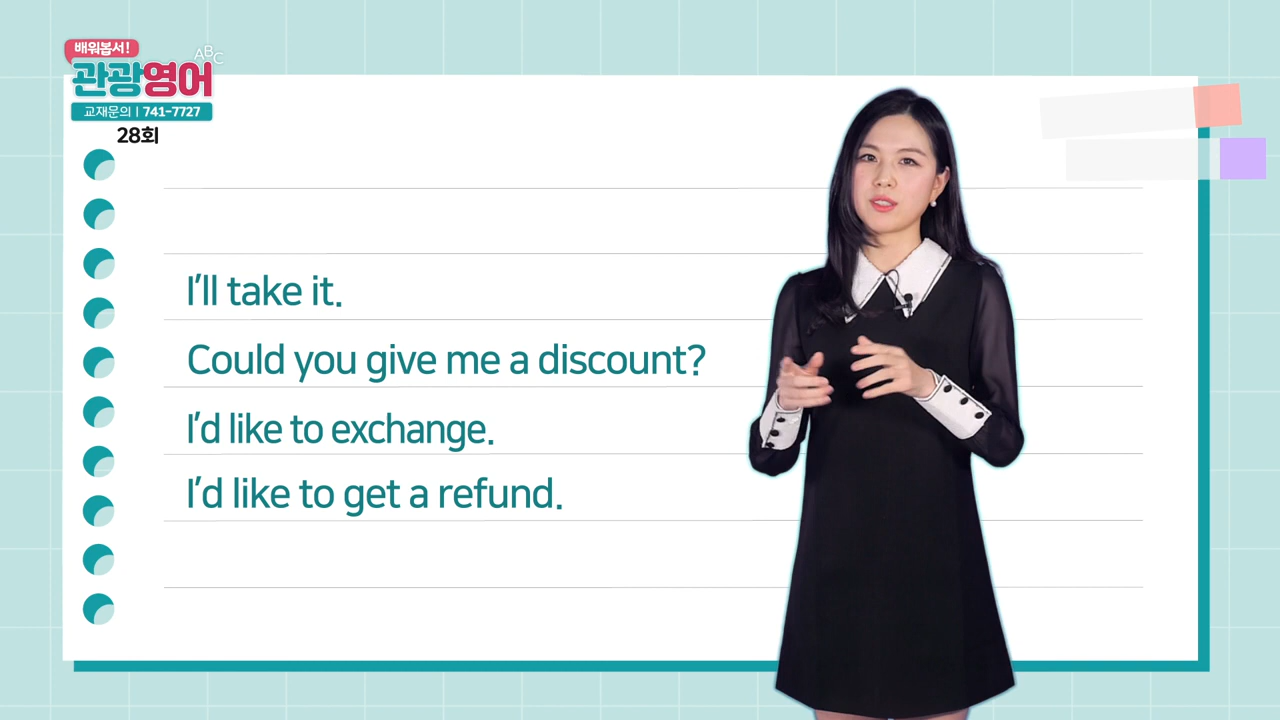 배워봅서!
ABC
관광영어
교재문의 | 741-7727
28회
I'll take it.
Could you give me a discount?
I'd like to exchange.
I'd like to get a refund.